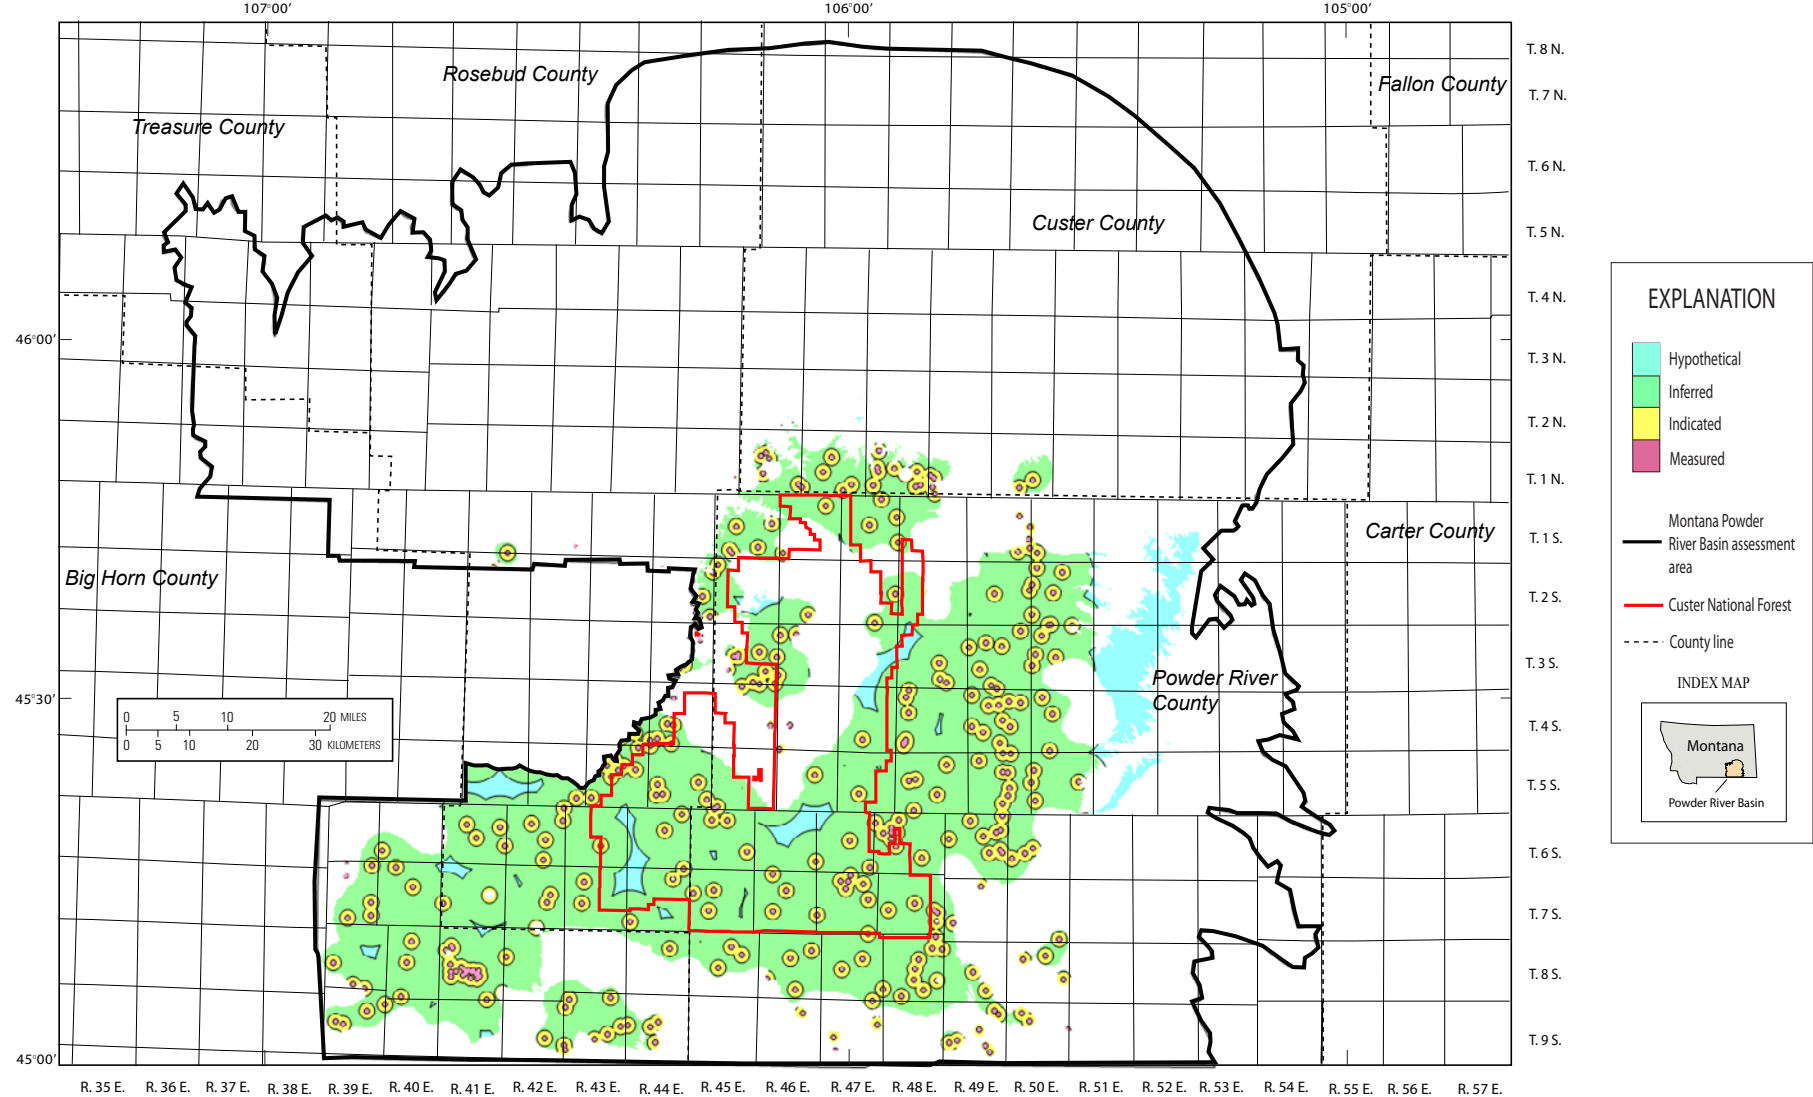 107°00′ 106°00′ 105°00′
Rosebud County
Fallon County
Treasure County
Custer County
Big Horn County
Carter County
Powder River
County
T. 8 N.
T. 7 N.
T. 6 N.
T. 5 N.
T. 4 N.
T. 3 N.
T. 2 N.
T. 1 N.
T. 1 S.
T. 2 S.
T. 3 S.
T. 4 S.
T. 5 S.
T. 6 S.
T. 7 S.
T. 8 S.
T. 9 S.
46°00′
45°30′
45°00′
0 5 10 20 MILES
0 5 10 20 30 KILOMETERS
R. 35 E. R. 36 E. R. 37 E. R. 38 E. R. 39 E. R. 40 E. R. 41 E. R. 42 E. R. 43 E. R. 44 E. R. 45 E. R. 46 E. R. 47 E. R. 48 E. R. 49 E. R. 50 E. R. 51 E. R. 52 E. R. 53 E. R. 54 E. R. 55 E. R. 56 E. R. 57 E.
EXPLANATION
Hypothetical
Inferred
Indicated
Measured
Montana Powder
River Basin assessment
area
Custer National Forest
County line
INDEX MAP
Montana
Powder River Basin